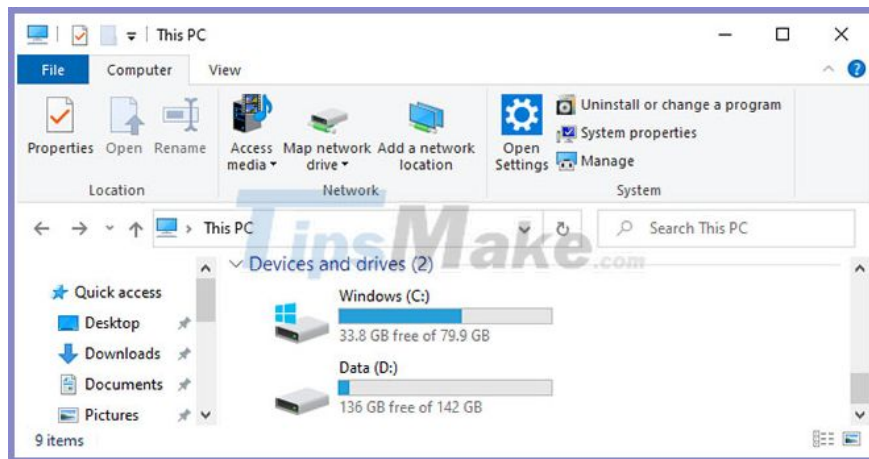 This PC
File Computer View
Properties Open Rename Access media Map network drive Add a network location Open Settings Uninstall or change a program
System properties
Manage
Location Network System
This PC Search This PC
TipsMake.com
Quick access
Desktop
Downloads
Documents
Pictures
Devices and drives (2)
Windows (C:)
33.8 GB free of 79.9 GB
Data (D:)
136 GB free of 142 GB
9 items